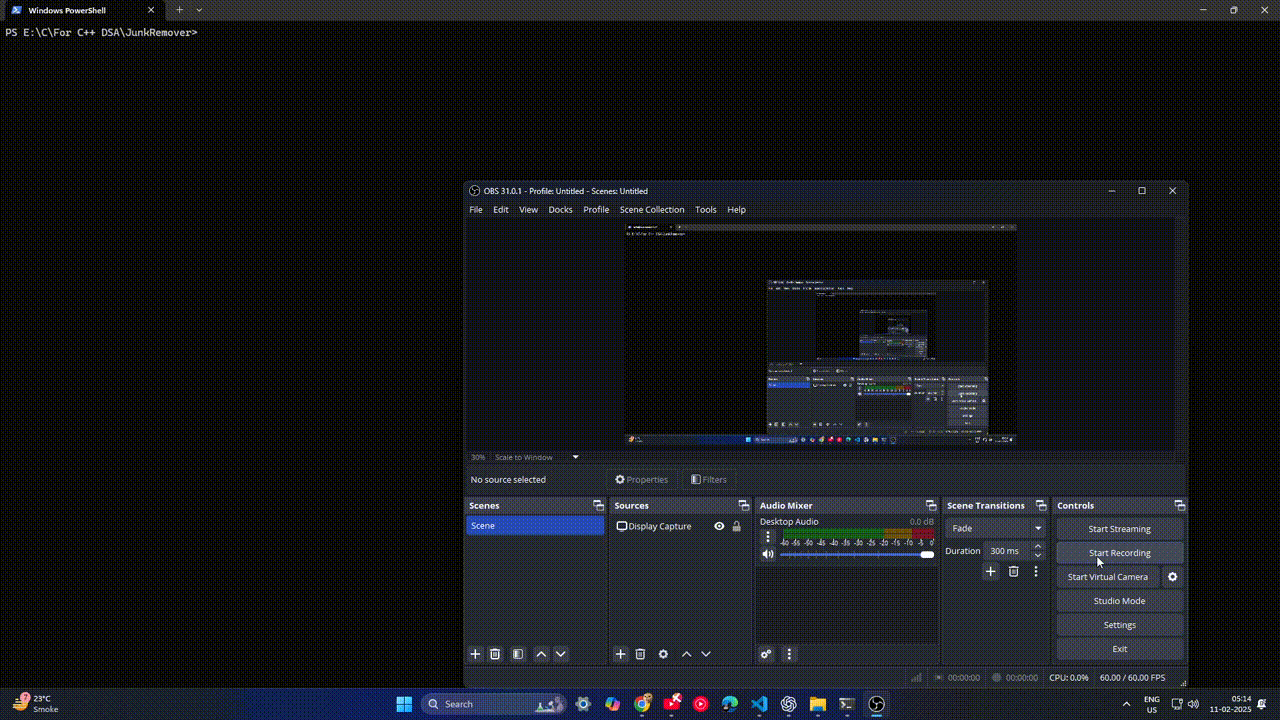 Windows PowerShell
PS E:\C\For C++ DSA\JunkRemover>
OBS 31.0.1 - Profile: Untitled - Scenes: Untitled
File Edit View Docks Profile Scene Collection Tools Help
30% Scale to Window
No source selected Properties Filters
Scenes
Scene
Sources
Display Capture
Audio Mixer
Desktop Audio 0.0 dB
-60 -55 -50 -45 -40 -35 -30 -25 -20 -15 -10 -5 0
Scene Transitions
Fade
Duration 300 ms
Controls
Start Streaming
Start Recording
Start Virtual Camera
Studio Mode
Settings
Exit
00:00:00 00:00:00 CPU: 0.0% 60.00 / 60.00 FPS
23°C
Smoke
Search
ENG
US
05:14
11-02-2025